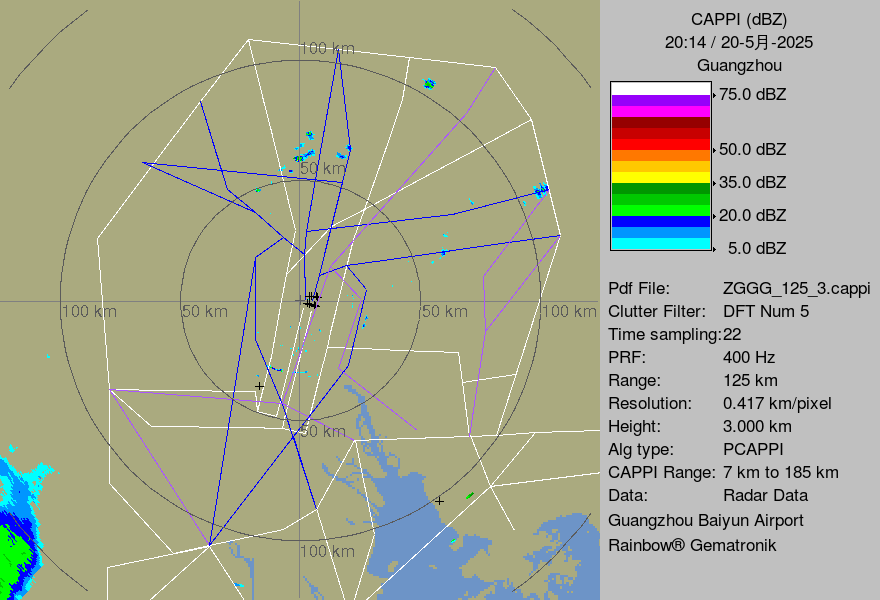 CAPPI (dBZ)
20:14 / 20-5月-2025
Guangzhou
75.0 dBZ
50.0 dBZ
35.0 dBZ
20.0 dBZ
5.0 dBZ
Pdf File: ZGGG_125_3.cappi
Clutter Filter: DFT Num 5
Time sampling:22
PRF: 400 Hz
Range: 125 km
Resolution: 0.417 km/pixel
Height: 3.000 km
Alg type: PCAPPI
CAPPI Range: 7 km to 185 km
Data: Radar Data
Guangzhou Baiyun Airport
Rainbow® Gematronik
100 km
50 km
100 km
50 km
50 km
100 km
50 km
100 km